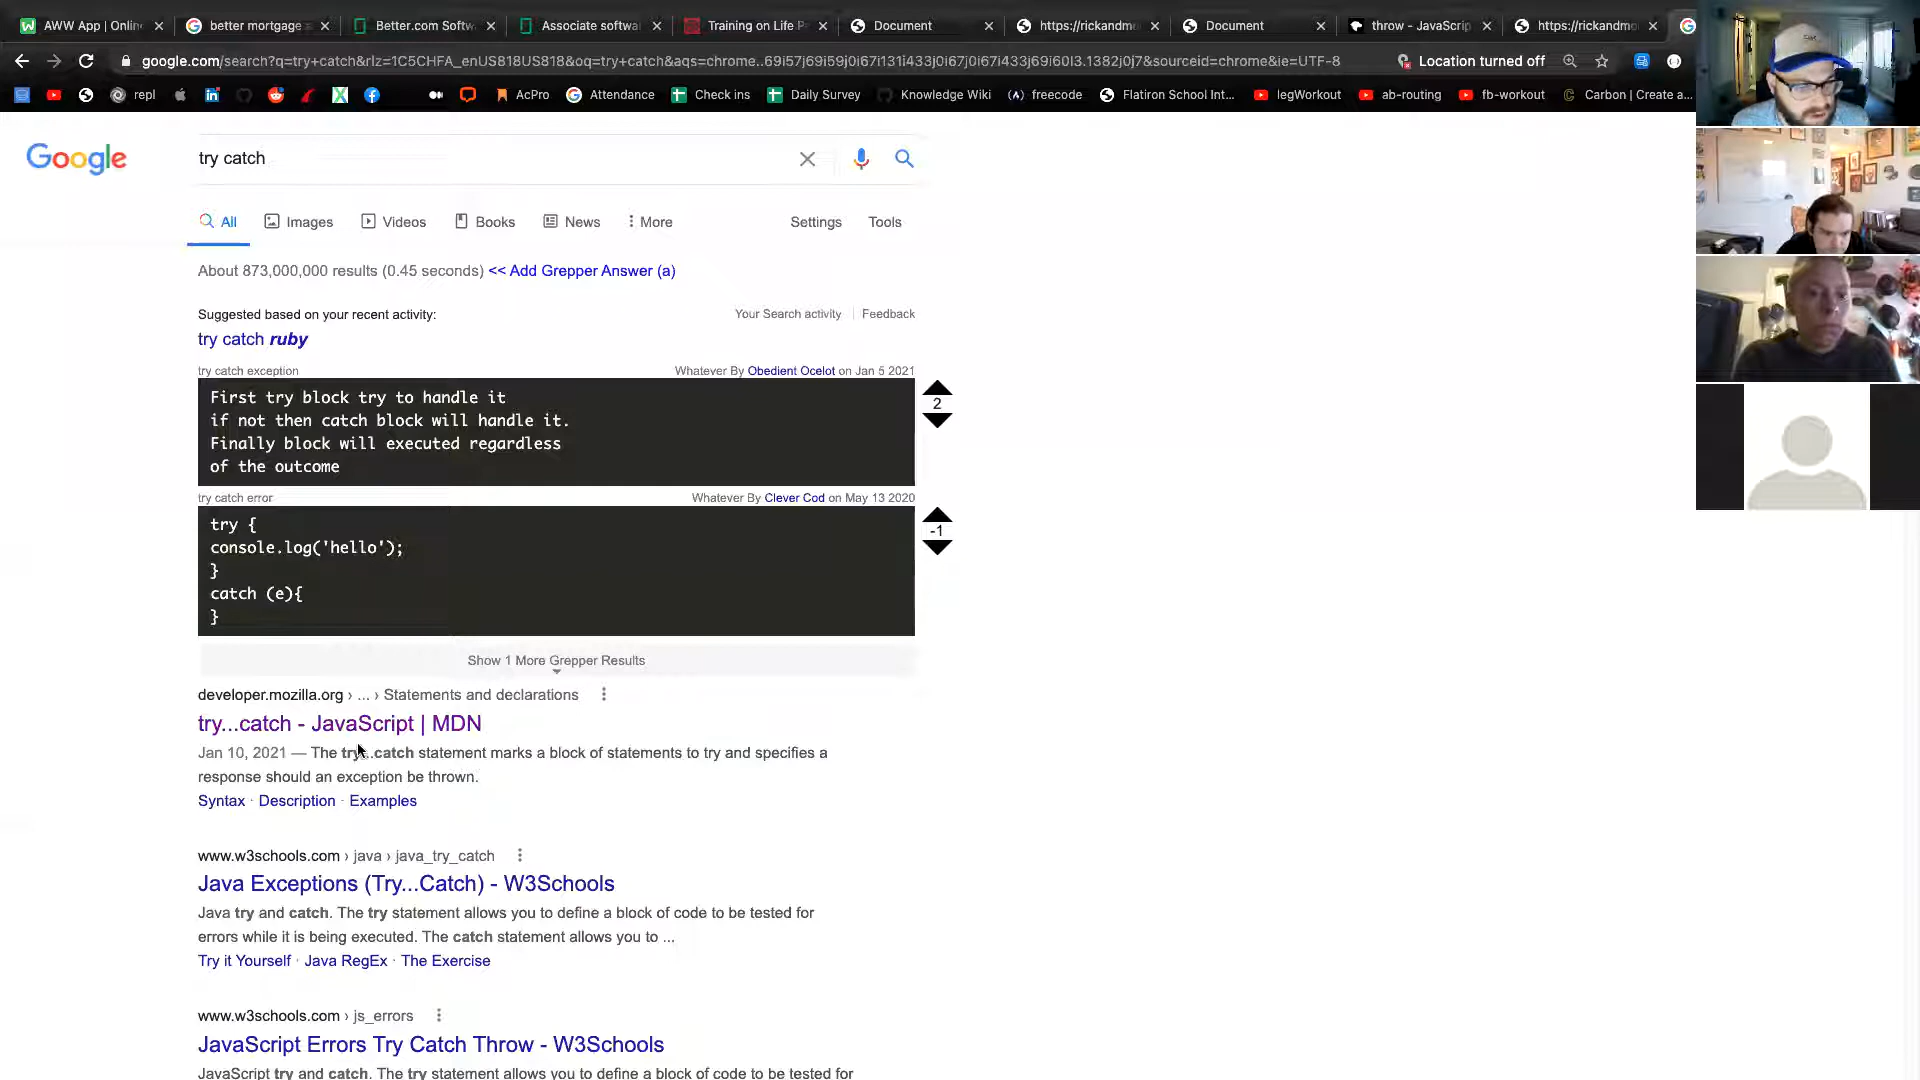 AWW App | Onlin
better mortgage
Better.com Softw
Associate softwa
Training on Life P
Document
https://rickandmo
Document
throw - JavaScrip
https://rickandmo
google.com/search?q=try+catch&rlz=1C5CHFA_enUS818US818&oq=try+catch&aqs=chrome..69i57j69i59j0i67i131i433j0i67j0i67i433j69i60l3.1382j0j7&sourceid=chrome&ie=UTF-8
Location turned off
repl
AcPro
Attendance
Check ins
Daily Survey
Knowledge Wiki
freecode
Flatiron School Int...
legWorkout
ab-routing
fb-workout
Carbon | Create a...
Google
try catch
All
Images
Videos
Books
News
More
Settings
Tools
About 873,000,000 results (0.45 seconds) << Add Grepper Answer (a)
Suggested based on your recent activity:
Your Search activity
Feedback
try catch ruby
try catch exception
Whatever By Obedient Ocelot on Jan 5 2021
First try block try to handle it
if not then catch block will handle it.
Finally block will executed regardless
of the outcome
2
try catch error
Whatever By Clever Cod on May 13 2020
try {
console.log('hello');
}
catch (e){
}
-1
Show 1 More Grepper Results
developer.mozilla.org › ... › Statements and declarations
try...catch - JavaScript | MDN
Jan 10, 2021 — The try...catch statement marks a block of statements to try and specifies a
response should an exception be thrown.
Syntax · Description · Examples
www.w3schools.com › java › java_try_catch
Java Exceptions (Try...Catch) - W3Schools
Java try and catch. The try statement allows you to define a block of code to be tested for
errors while it is being executed. The catch statement allows you to ...
Try it Yourself · Java RegEx · The Exercise
www.w3schools.com › js_errors
JavaScript Errors Try Catch Throw - W3Schools
JavaScript try and catch. The try statement allows you to define a block of code to be tested for